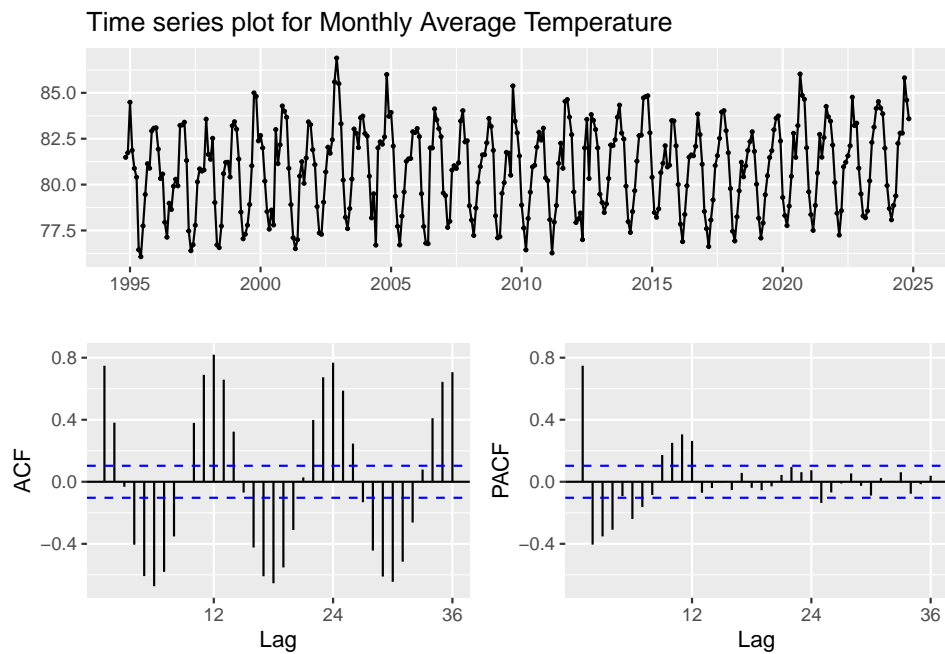 Time series plot for Monthly Average Temperature
85.0
82.5
80.0
77.5
1995 2000 2005 2010 2015 2020 2025
0.8
0.4
0.0
−0.4
ACF
12 24 36
Lag
0.8
0.4
0.0
−0.4
PACF
12 24 36
Lag